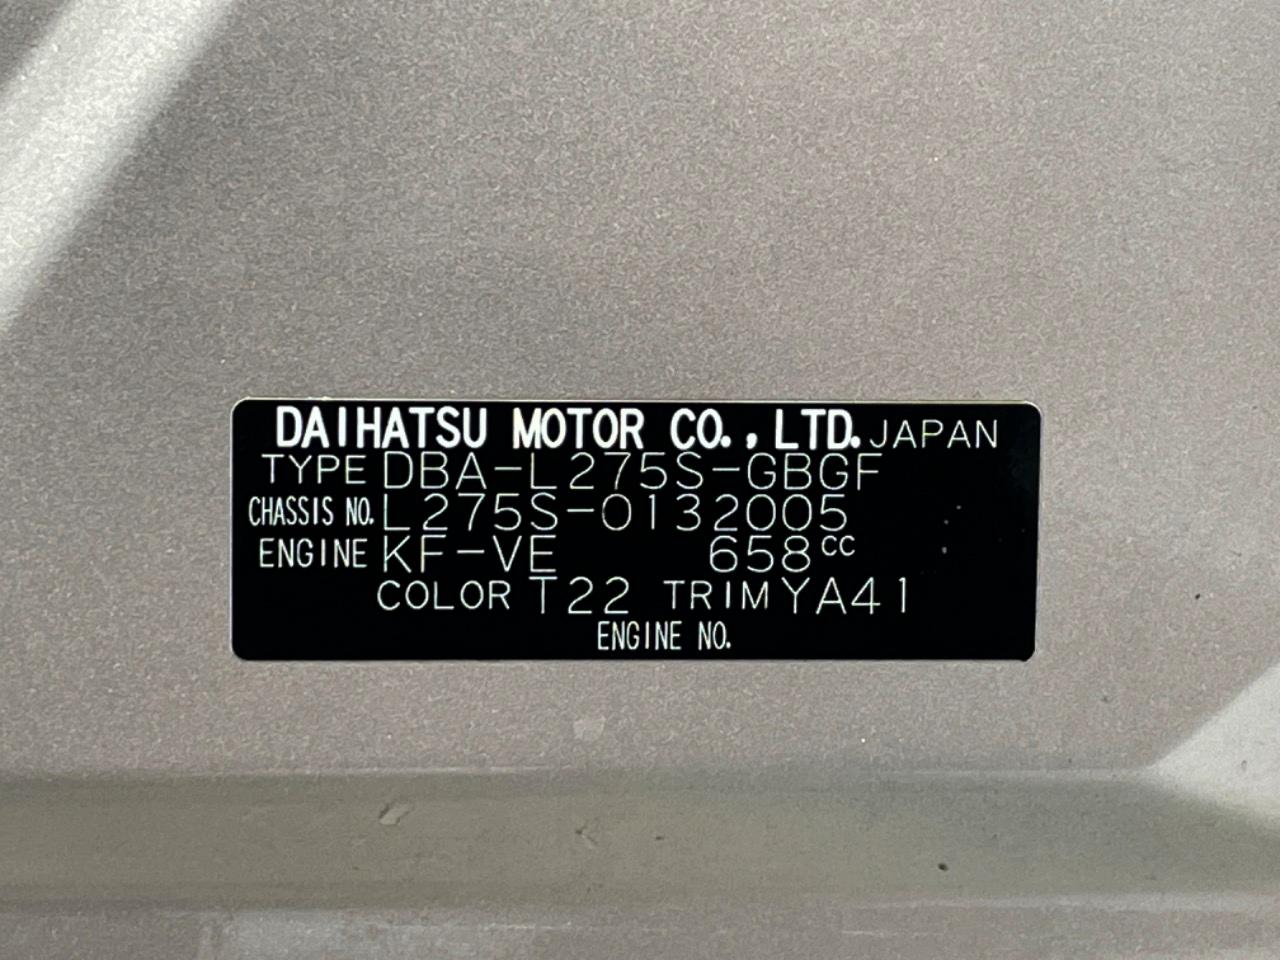 DAIHATSU MOTOR CO., LTD. JAPAN
TYPE DBA-L275S-GBGF
CHASSIS NO. L275S-0132005
ENGINE KF-VE 658cc
COLOR T22 TRIM YA41
ENGINE NO.